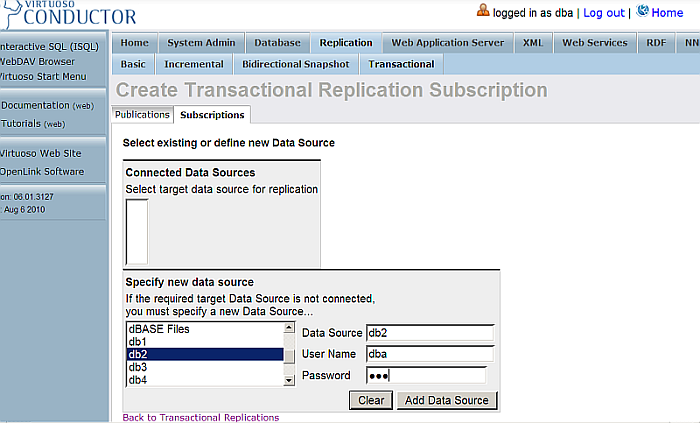 VIRTUOSO
CONDUCTOR
logged in as dba | Log out | Home
nteractive SQL (ISQL)
WebDAV Browser
Virtuoso Start Menu
Documentation (web)
Tutorials (web)
Virtuoso Web Site
OpenLink Software
on: 06.01.3127
: Aug 6 2010
Home System Admin Database Replication Web Application Server XML Web Services RDF NN
Basic Incremental Bidirectional Snapshot Transactional
Create Transactional Replication Subscription
Publications Subscriptions
Select existing or define new Data Source
Connected Data Sources
Select target data source for replication
Specify new data source
If the required target Data Source is not connected,
you must specify a new Data Source...
dBASE Files
db1
db2
db3
db4
Data Source db2
User Name dba
Password •••
Clear Add Data Source
Back to Transactional Replications